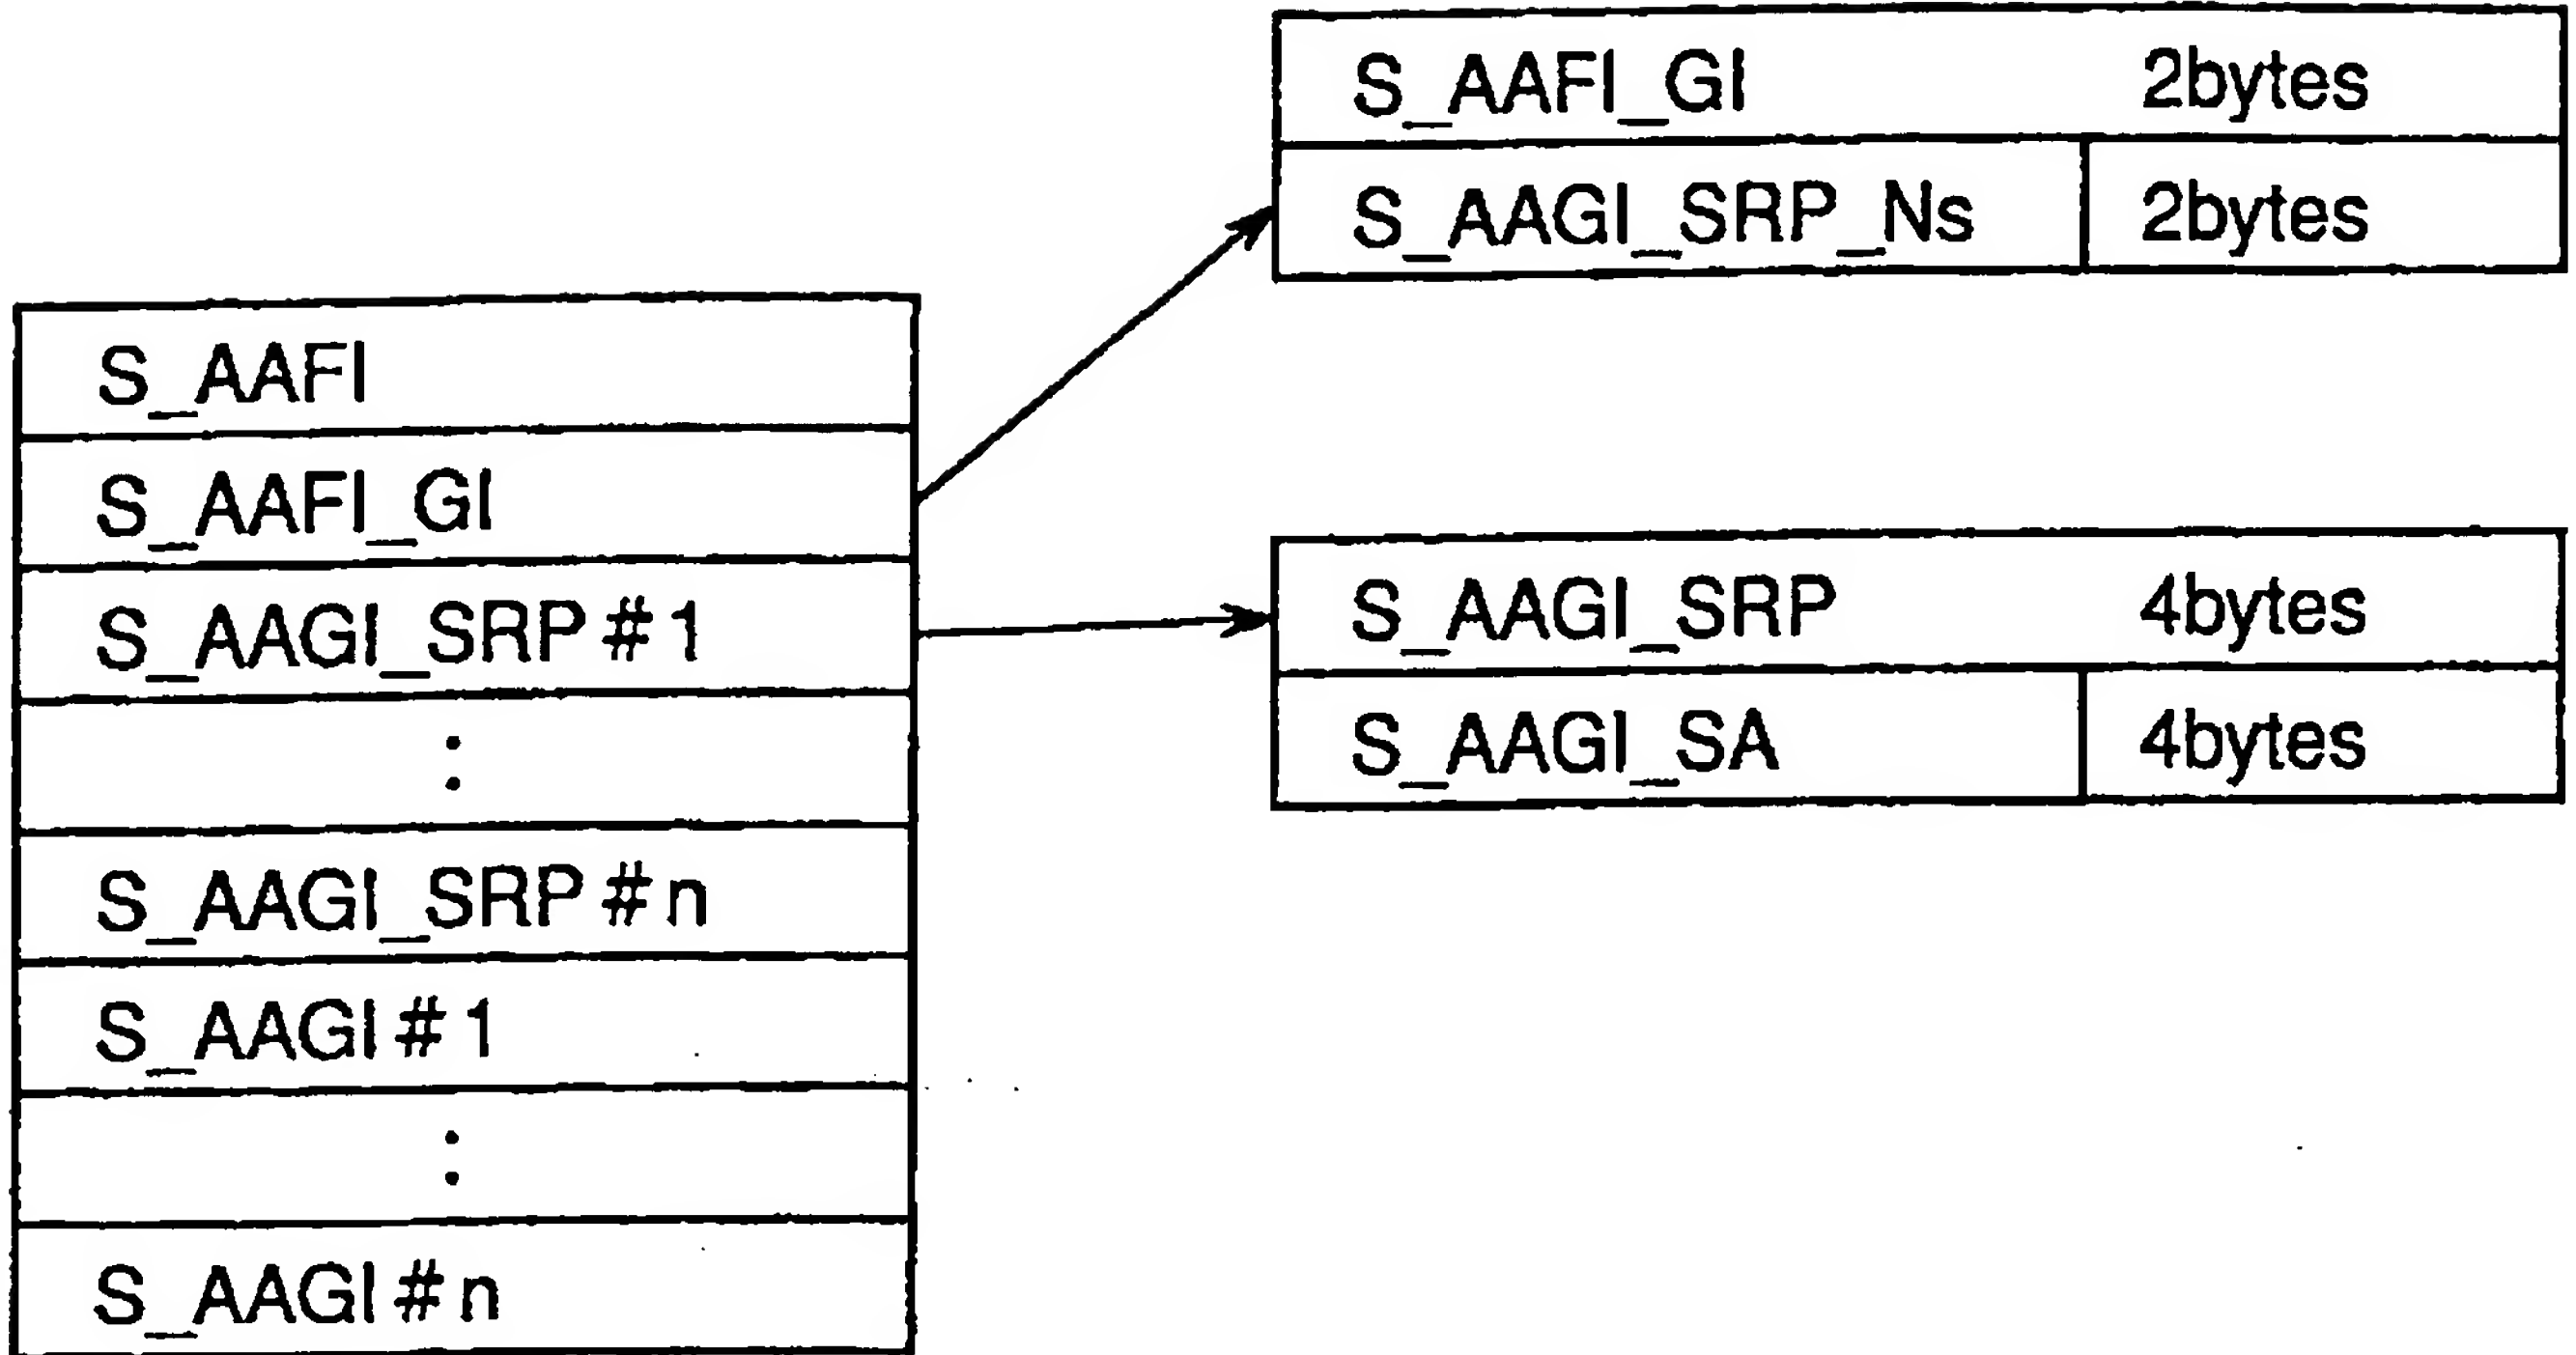 S_AAFI
S_AAFI_GI
S_AAGI_SRP#1
:
S_AAGI_SRP#n
S_AAGI#1
:
S_AAGI#n
S_AAFI_GI 2bytes
S_AAGI_SRP_Ns 2bytes
S_AAGI_SRP 4bytes
S_AAGI_SA 4bytes